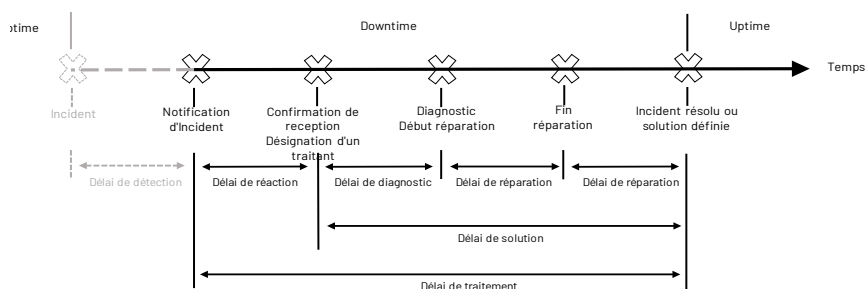 Downtime
Uptime
Temps
Incident
Notification
d'Incident
Confirmation de
reception
Désignation d'un
traitant
Diagnostic
Début réparation
Fin
réparation
Incident résolu ou
solution définie
Délai de détection
Délai de réaction
Délai de diagnostic
Délai de réparation
Délai de réparation
Délai de solution
Délai de traitement